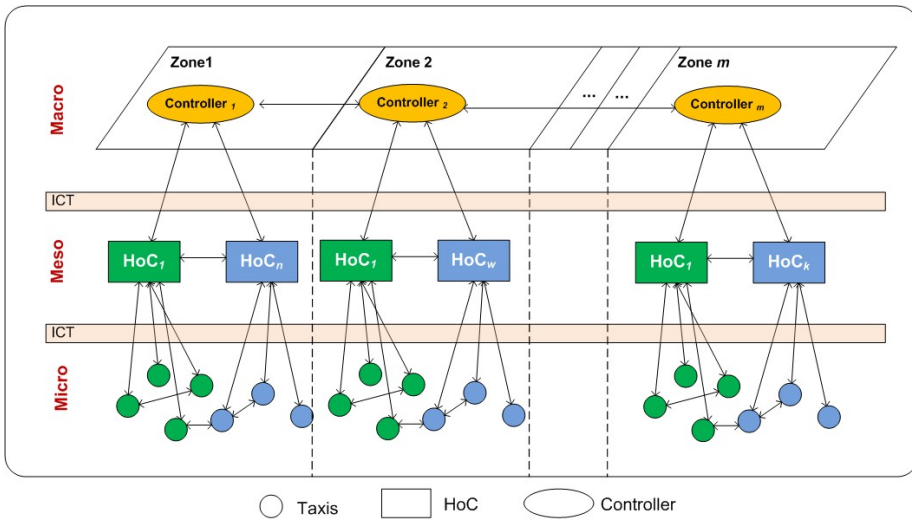 Macro
Zone1
Zone 2
... ...
Zone m
Controller 1
Controller 2
Controller m
ICT
Meso
HoC1
HoCn
HoC1
HoCw
HoC1
HoCk
ICT
Micro
Taxis
HoC
Controller